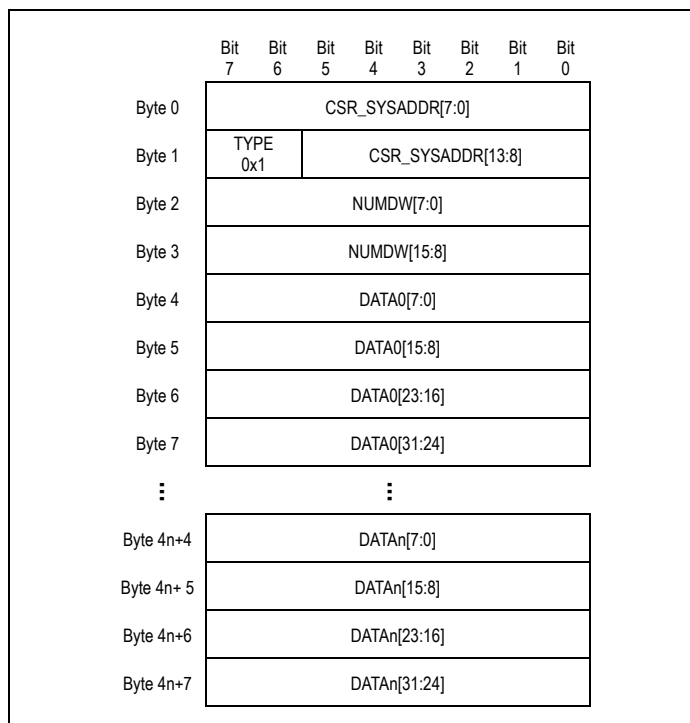 Bit Bit Bit Bit Bit Bit Bit Bit
7 6 5 4 3 2 1 0
Byte 0 CSR_SYSADDR[7:0]
Byte 1 TYPE 0x1 CSR_SYSADDR[13:8]
Byte 2 NUMDW[7:0]
Byte 3 NUMDW[15:8]
Byte 4 DATA0[7:0]
Byte 5 DATA0[15:8]
Byte 6 DATA0[23:16]
Byte 7 DATA0[31:24]
⋮ ⋮
Byte 4n+4 DATAn[7:0]
Byte 4n+ 5 DATAn[15:8]
Byte 4n+6 DATAn[23:16]
Byte 4n+7 DATAn[31:24]